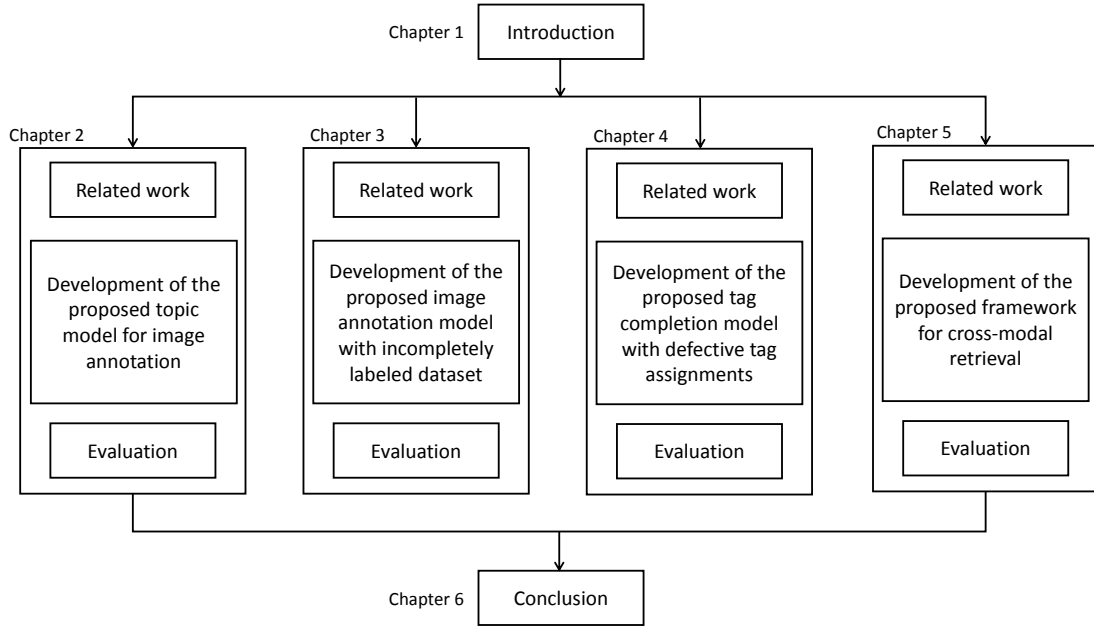 Chapter 1
Introduction
Chapter 2
Related work
Development of the
proposed topic
model for image
annotation
Evaluation
Chapter 3
Related work
Development of the
proposed image
annotation model
with incompletely
labeled dataset
Evaluation
Chapter 4
Related work
Development of the
proposed tag
completion model
with defective tag
assignments
Evaluation
Chapter 5
Related work
Development of the
proposed framework
for cross-modal
retrieval
Evaluation
Chapter 6
Conclusion